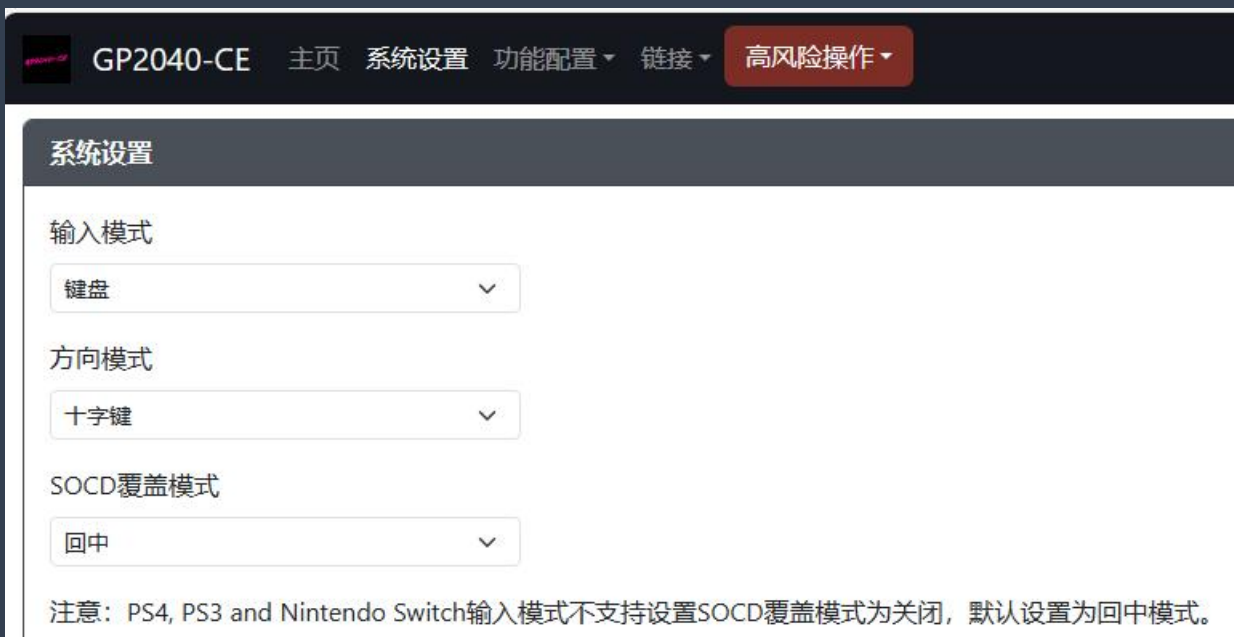 GP2040-CE 主页 系统设置 功能配置 链接 高风险操作
系统设置
输入模式
键盘
方向模式
十字键
SOCD覆盖模式
回中
注意：PS4, PS3 and Nintendo Switch输入模式不支持设置SOCD覆盖模式为关闭，默认设置为回中模式。